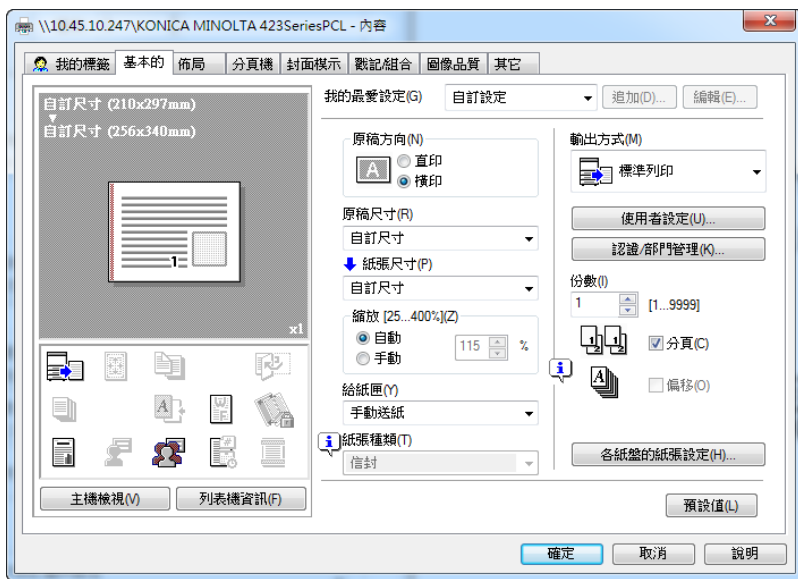 \\10.45.10.247\KONICA MINOLTA 423SeriesPCL - 內容
我的標籤 基本的 佈局 分頁機 封面模示 戳記/組合 圖像品質 其它
自訂尺寸 (210x297mm)
自訂尺寸 (256x340mm)
1
x1
我的最愛設定(G) 自訂設定 追加(D)... 編輯(E)...
原稿方向(N)
A
直印
橫印
原稿尺寸(R)
自訂尺寸
紙張尺寸(P)
自訂尺寸
縮放 [25...400%](Z)
自動
手動
115 %
給紙匣(Y)
手動送紙
紙張種類(T)
信封
輸出方式(M)
標準列印
使用者設定(U)...
認證/部門管理(K)...
份數(I)
1 [1...9999]
1 2 1 2 分頁(C)
A 偏移(O)
各紙盤的紙張設定(H)...
主機檢視(V) 列表機資訊(F)
預設值(L)
確定 取消 說明